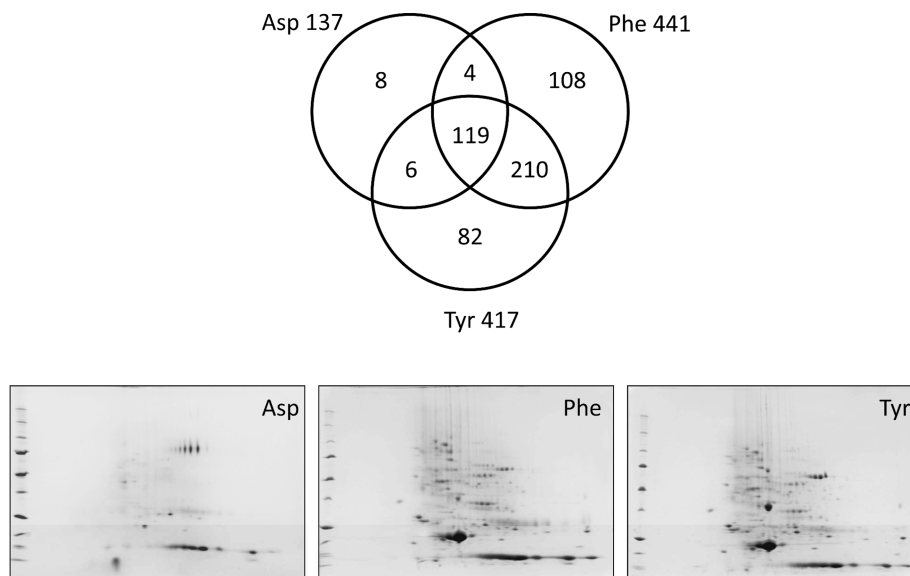 Asp 137
Phe 441
8
4
108
119
6
210
82
Tyr 417
Asp
Phe
Tyr